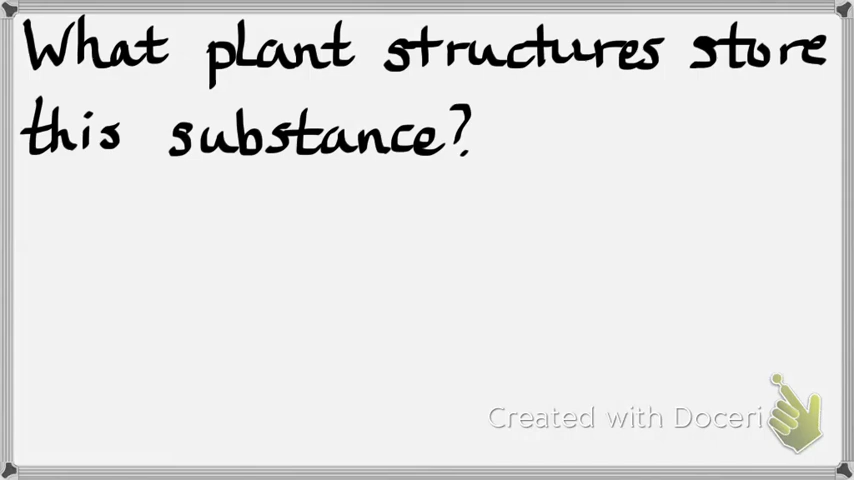 What plant structures store
this substance?
Created with Doceri